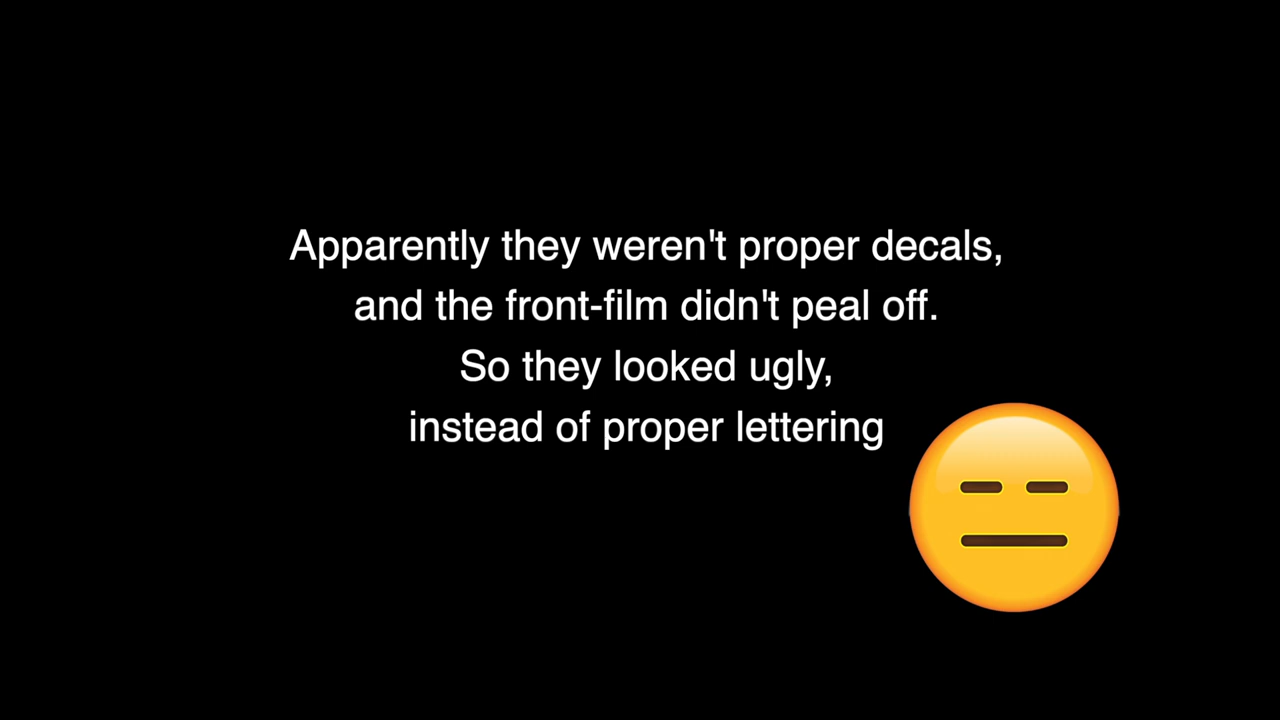 Apparently they weren't proper decals,
and the front-film didn't peal off.
So they looked ugly,
instead of proper lettering